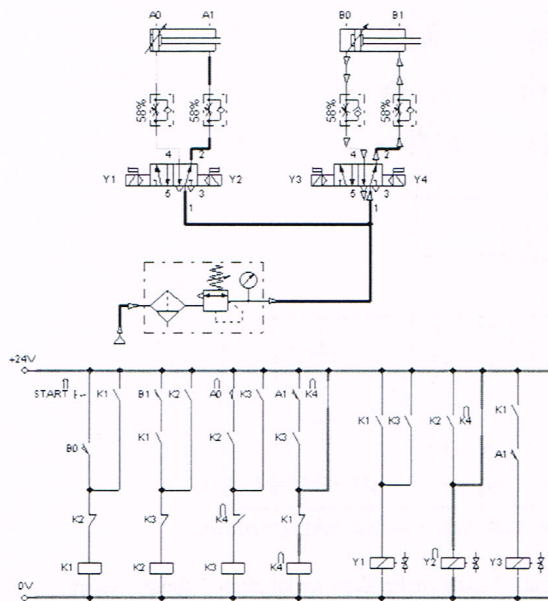 A0 A1 B0 B1
58% 58% 58% 58%
4 2 4 2
Y1 Y2 Y3 Y4
5 3 5 3
1 1
+24V
START K1 B1 K2 A0 K3 A1 K4 K1 K3 K2 K4 K1
B0 K1 K2 K3 A1
K2 K3 K4 K1
K1 K2 K3 K4 Y1 Y2 Y3
0V